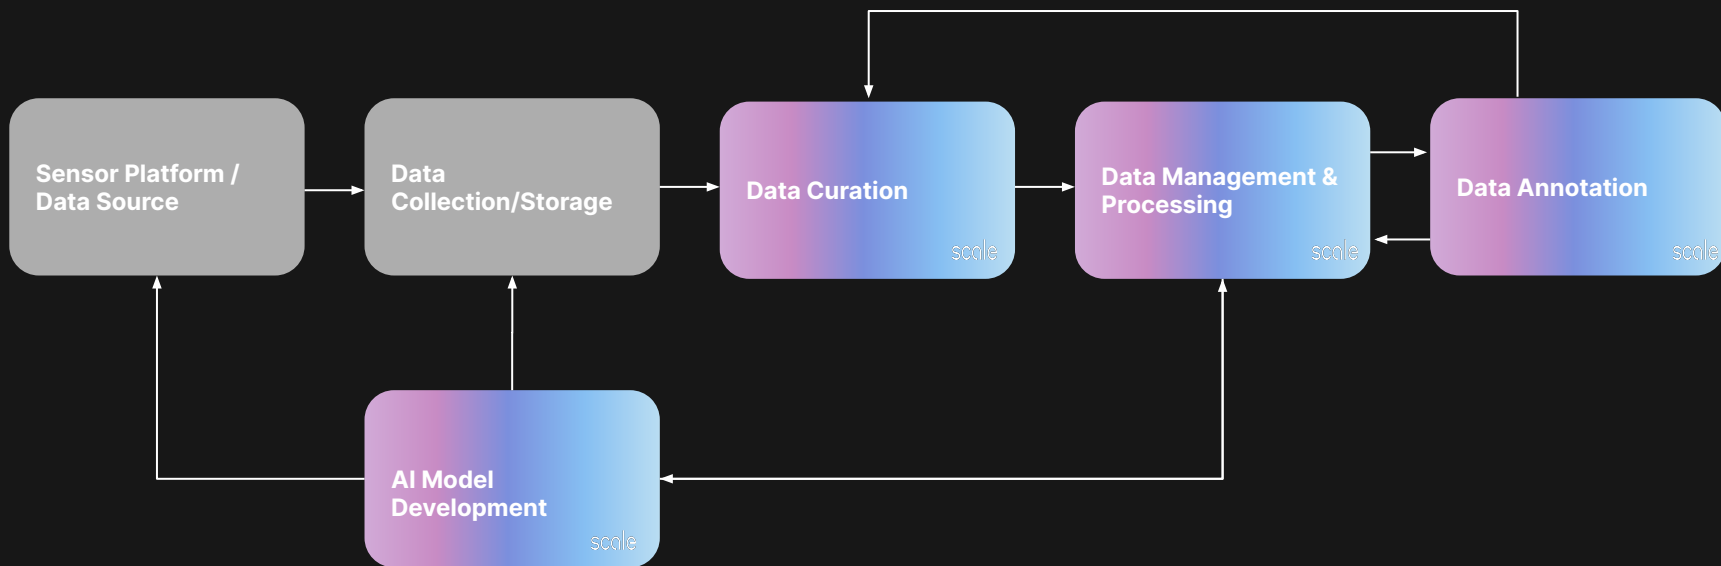 Sensor Platform /
Data Source
Data
Collection/Storage
Data Curation
scale
Data Management &
Processing
scale
Data Annotation
scale
AI Model
Development
scale